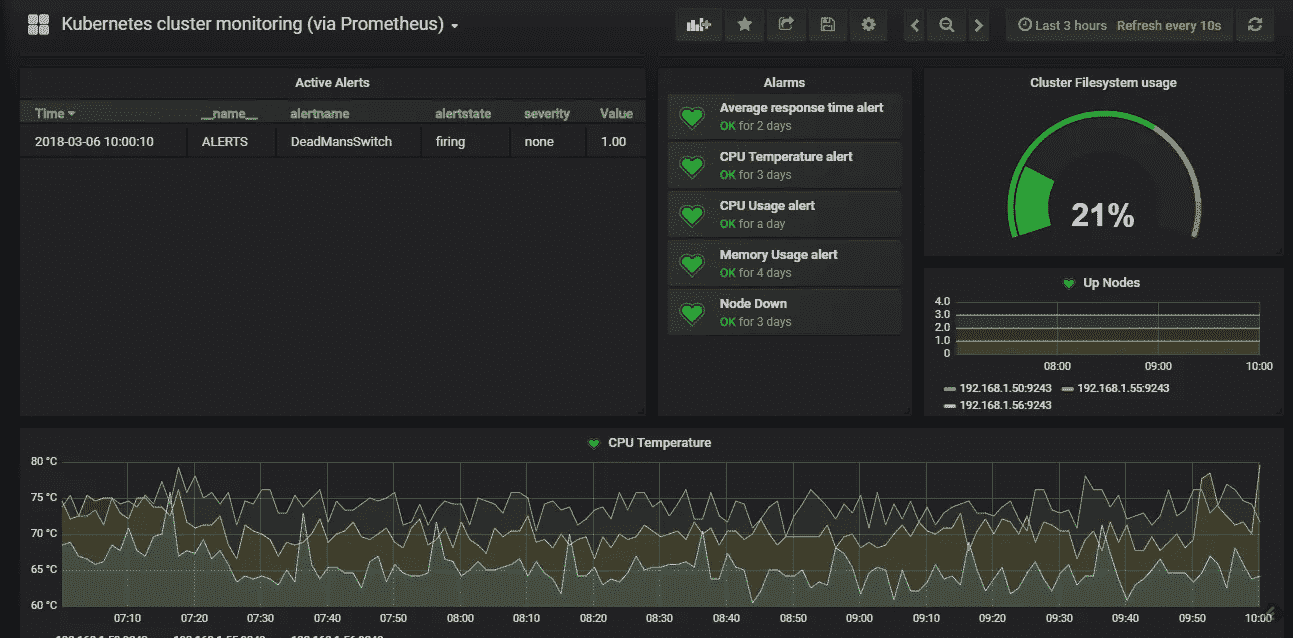 Kubernetes cluster monitoring (via Prometheus)
Last 3 hours Refresh every 10s
Active Alerts
Time __name__ alertname alertstate severity Value
2018-03-06 10:00:10 ALERTS DeadMansSwitch firing none 1.00
Alarms
Average response time alert
OK for 2 days
CPU Temperature alert
OK for 3 days
CPU Usage alert
OK for a day
Memory Usage alert
OK for 4 days
Node Down
OK for 3 days
Cluster Filesystem usage
21%
Up Nodes
4.0
3.0
2.0
1.0
0
08:00 09:00 10:00
192.168.1.50:9243 192.168.1.55:9243
192.168.1.56:9243
CPU Temperature
80 °C
75 °C
70 °C
65 °C
60 °C
07:10 07:20 07:30 07:40 07:50 08:00 08:10 08:20 08:30 08:40 08:50 09:00 09:10 09:20 09:30 09:40 09:50 10:00